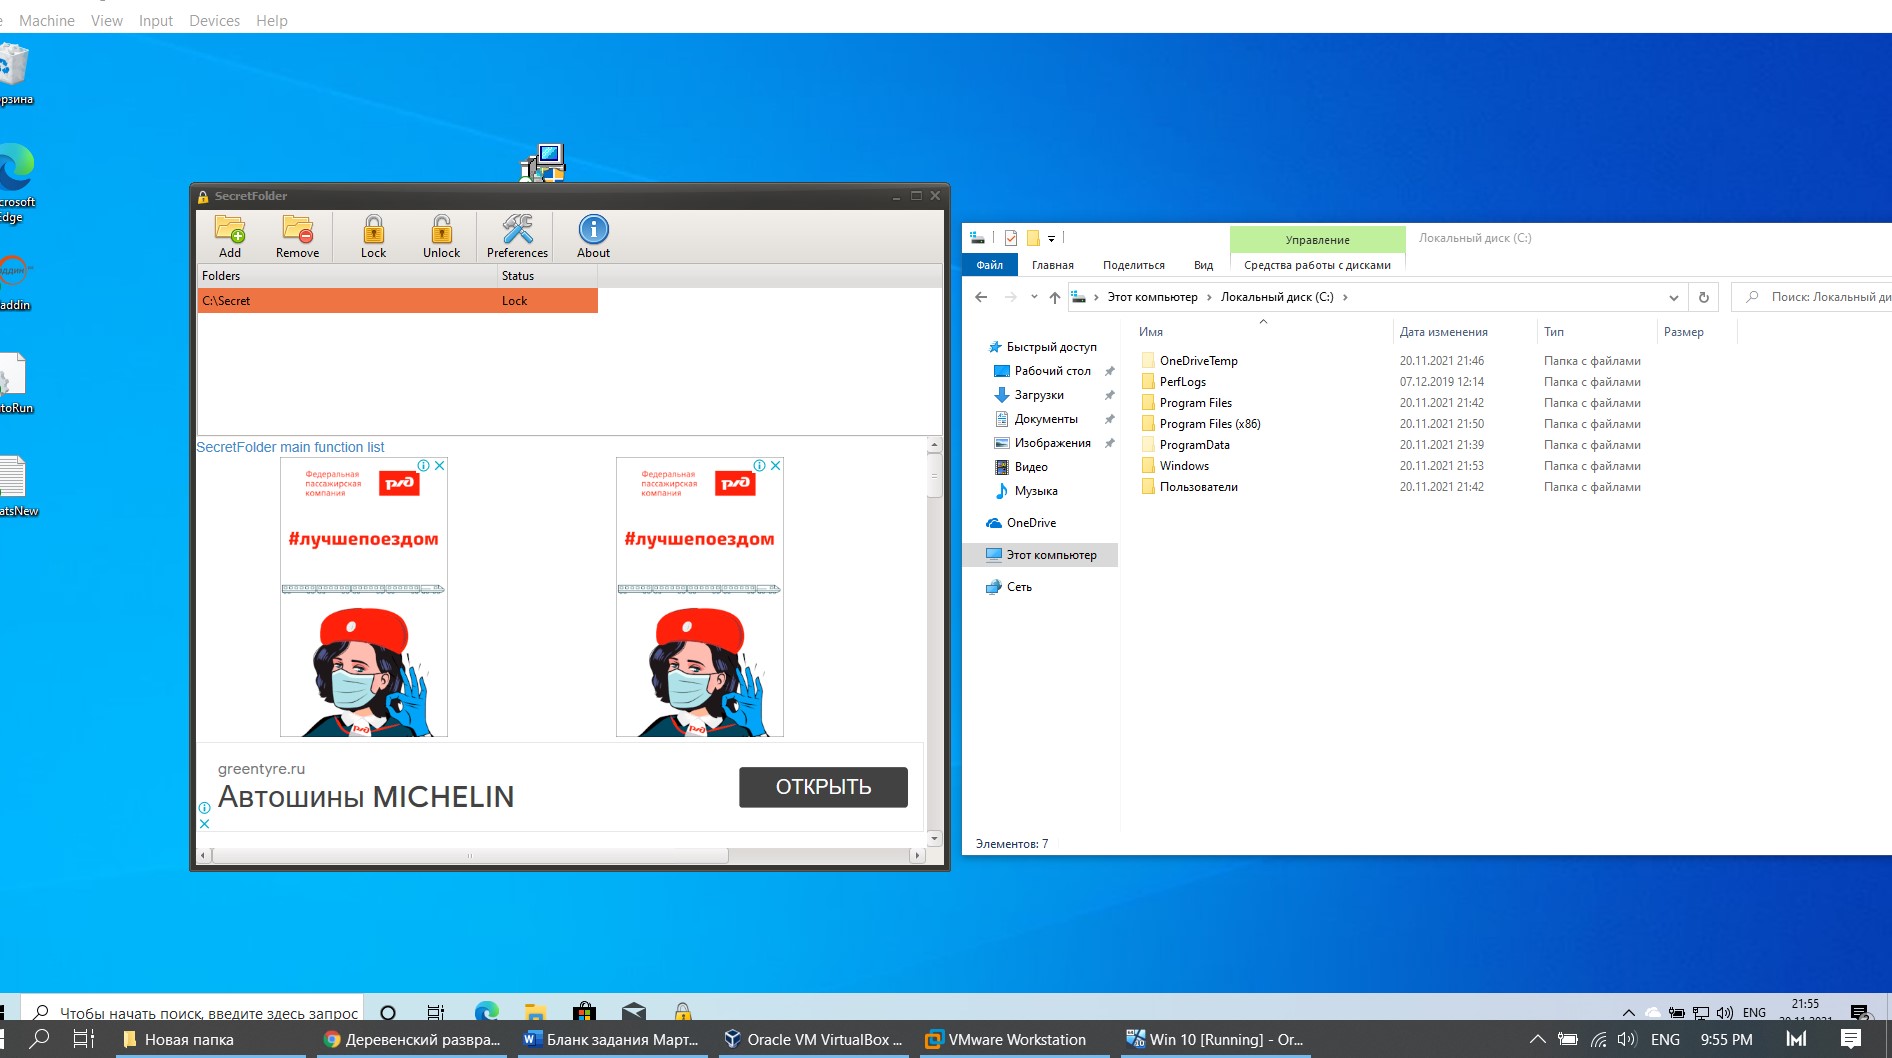 Machine View Input Devices Help
рзина
crosoft
Edge
аддин
addin
toRun
atsNew
SecretFolder
Add Remove Lock Unlock Preferences About
Folders Status
C:\Secret Lock
SecretFolder main function list
Федеральная
пассажирская
компания
ржд
#лучшепоездом
ржд
Федеральная
пассажирская
компания
ржд
#лучшепоездом
ржд
greentyre.ru
Автошины MICHELIN
ОТКРЫТЬ
Управление Локальный диск (C:)
Файл Главная Поделиться Вид Средства работы с дисками
Этот компьютер Локальный диск (C:) Поиск: Локальный ди
Быстрый доступ
Рабочий стол
Загрузки
Документы
Изображения
Видео
Музыка
OneDrive
Этот компьютер
Сеть
Имя Дата изменения Тип Размер
OneDriveTemp 20.11.2021 21:46 Папка с файлами
PerfLogs 07.12.2019 12:14 Папка с файлами
Program Files 20.11.2021 21:42 Папка с файлами
Program Files (x86) 20.11.2021 21:50 Папка с файлами
ProgramData 20.11.2021 21:39 Папка с файлами
Windows 20.11.2021 21:53 Папка с файлами
Пользователи 20.11.2021 21:42 Папка с файлами
Элементов: 7
Чтобы начать поиск, введите здесь запрос
ENG 21:55
20.11.2021
Новая папка Деревенский развра... Бланк задания Март... Oracle VM VirtualBox ... VMware Workstation Win 10 [Running] - Or... ENG 9:55 PM